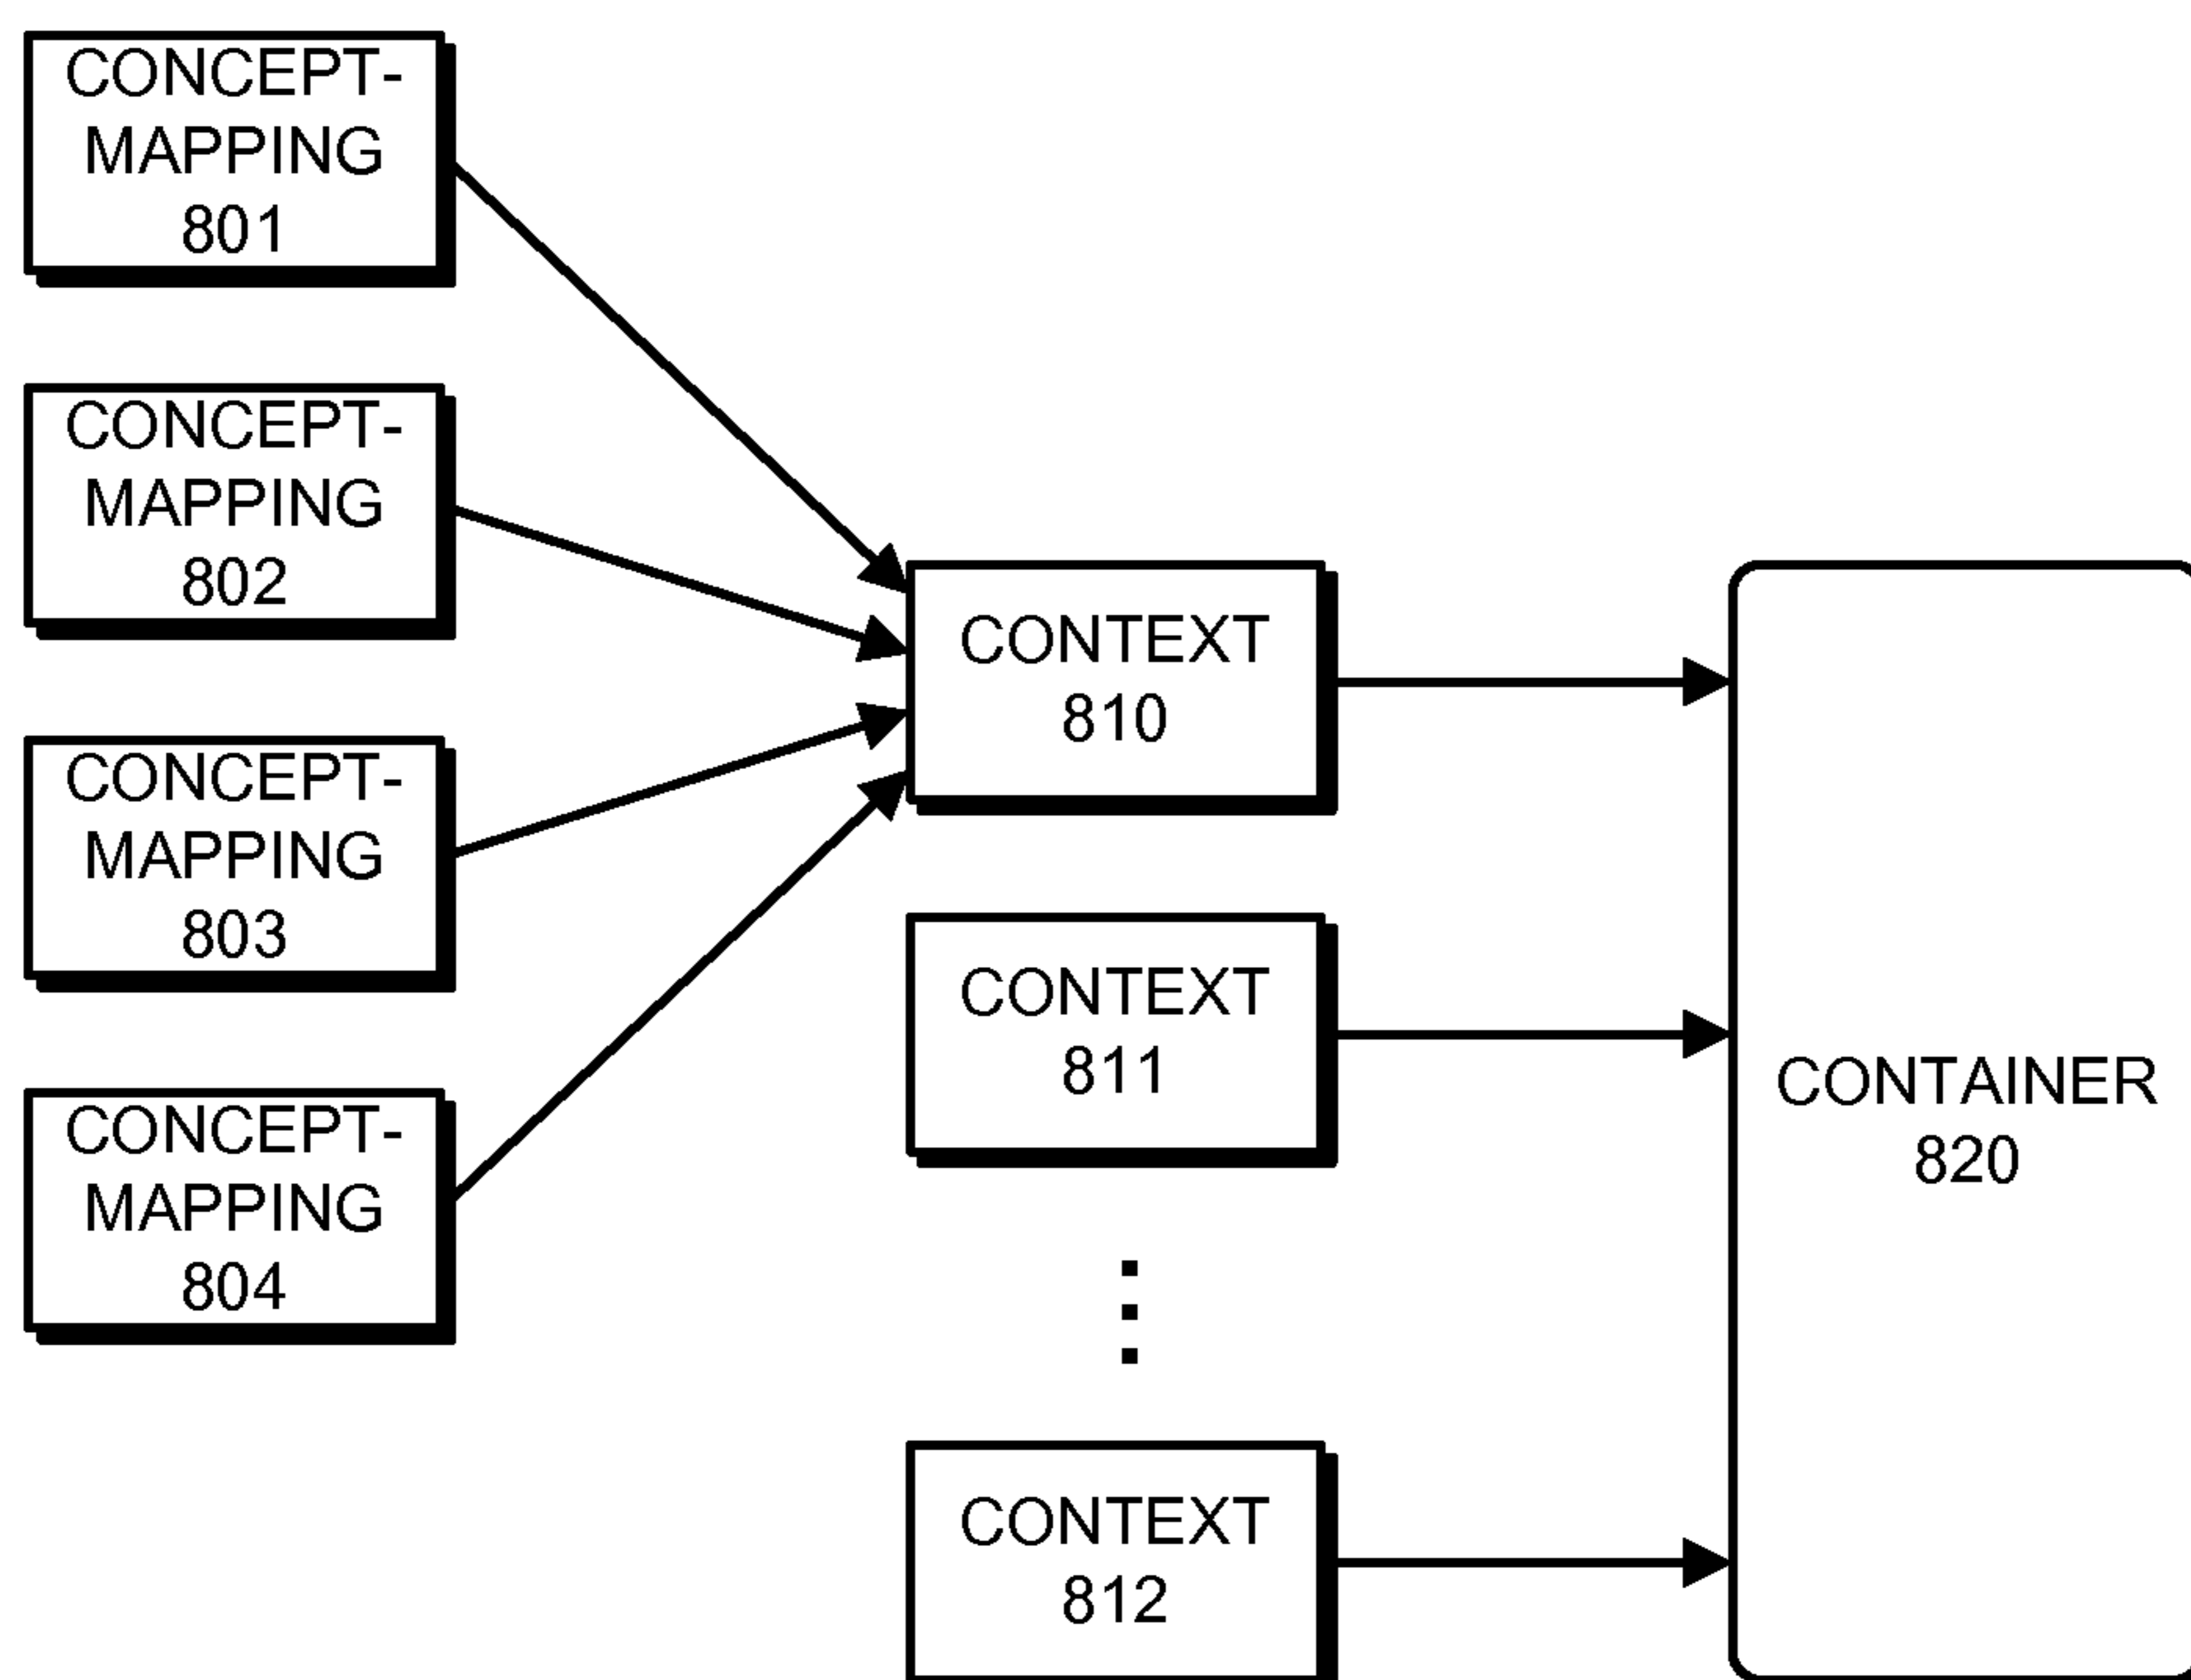 CONCEPT-
MAPPING
801
CONCEPT-
MAPPING
802
CONCEPT-
MAPPING
803
CONCEPT-
MAPPING
804
CONTEXT
810
CONTEXT
811
CONTEXT
812
CONTAINER
820